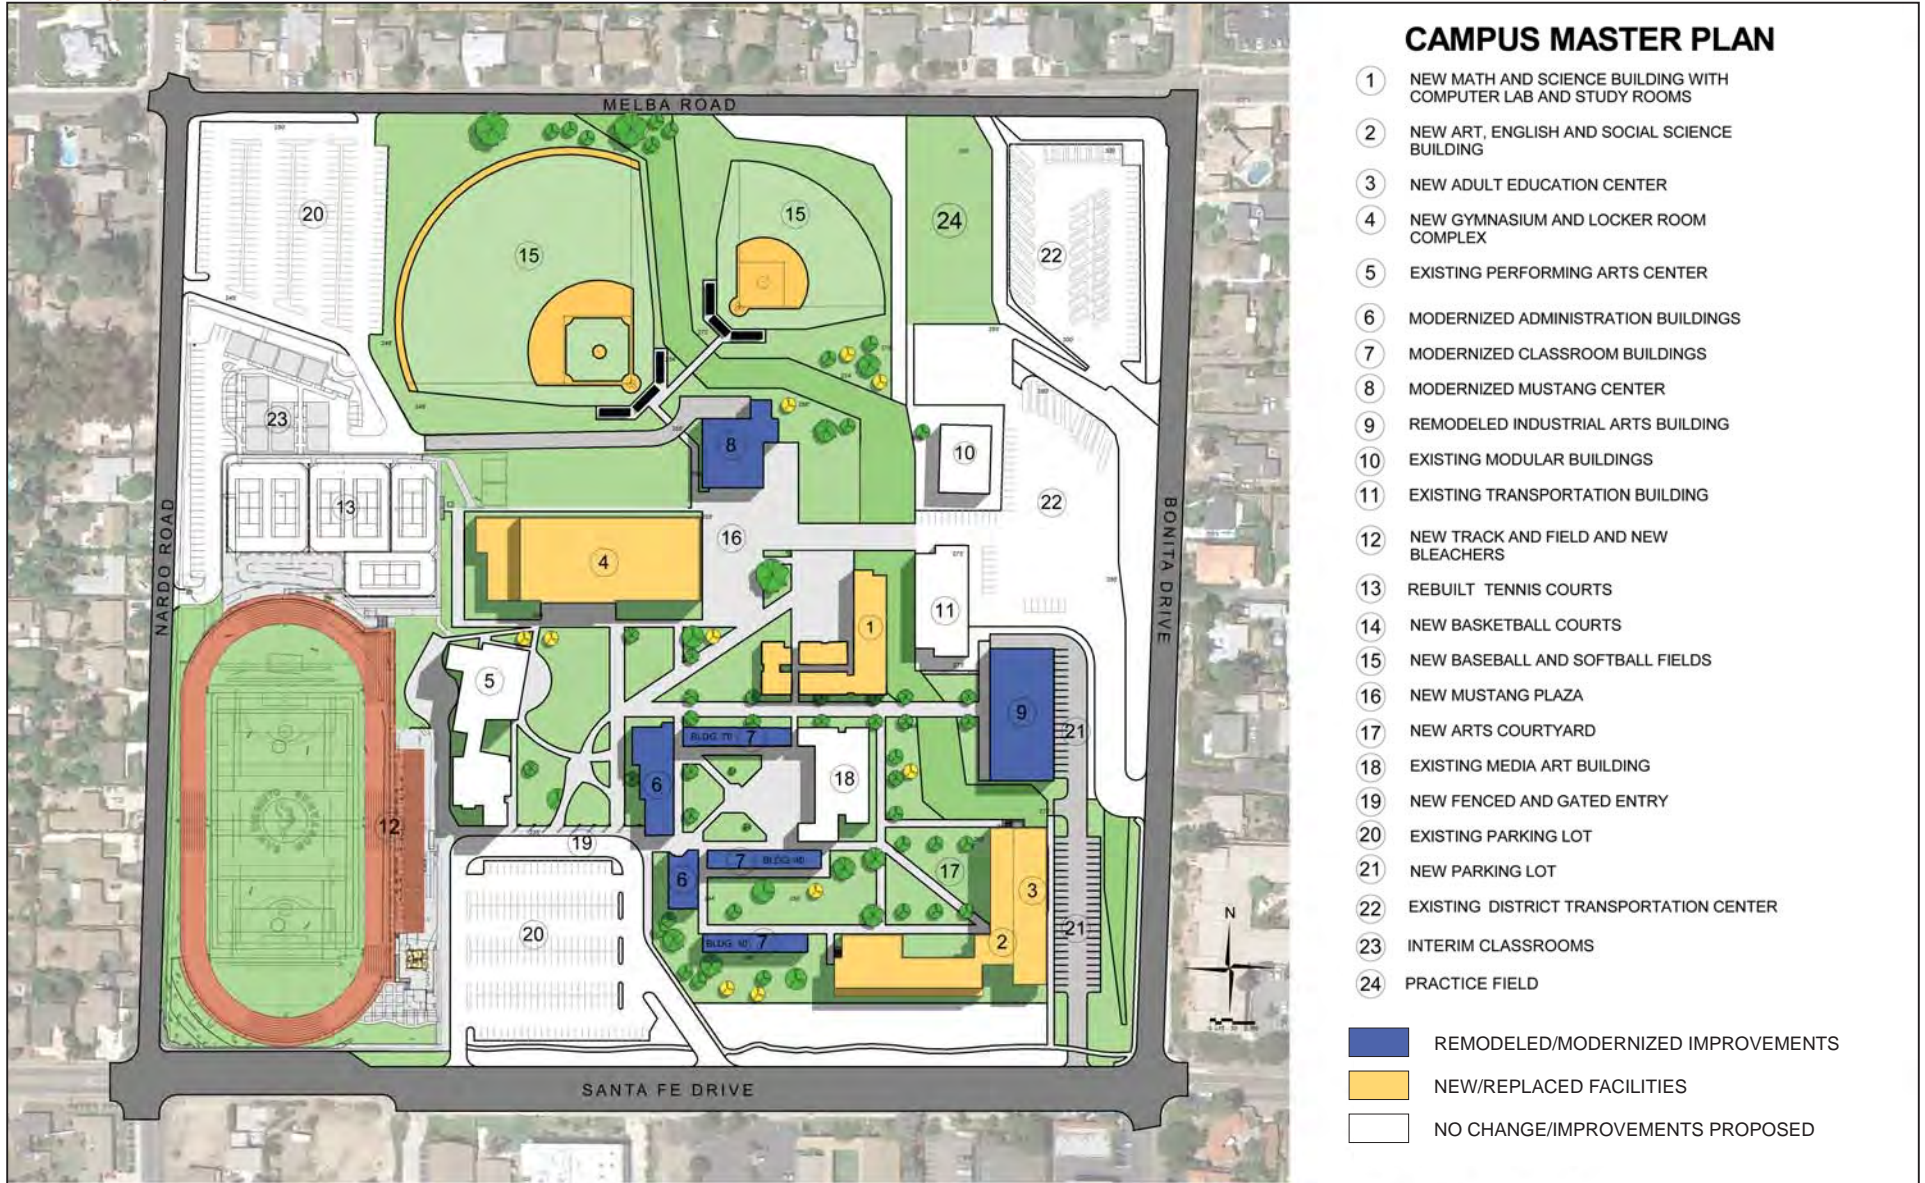 CAMPUS MASTER PLAN
1 NEW MATH AND SCIENCE BUILDING WITH
COMPUTER LAB AND STUDY ROOMS
2 NEW ART, ENGLISH AND SOCIAL SCIENCE
BUILDING
3 NEW ADULT EDUCATION CENTER
4 NEW GYMNASIUM AND LOCKER ROOM
COMPLEX
5 EXISTING PERFORMING ARTS CENTER
6 MODERNIZED ADMINISTRATION BUILDINGS
7 MODERNIZED CLASSROOM BUILDINGS
8 MODERNIZED MUSTANG CENTER
9 REMODELED INDUSTRIAL ARTS BUILDING
10 EXISTING MODULAR BUILDINGS
11 EXISTING TRANSPORTATION BUILDING
12 NEW TRACK AND FIELD AND NEW
BLEACHERS
13 REBUILT TENNIS COURTS
14 NEW BASKETBALL COURTS
15 NEW BASEBALL AND SOFTBALL FIELDS
16 NEW MUSTANG PLAZA
17 NEW ARTS COURTYARD
18 EXISTING MEDIA ART BUILDING
19 NEW FENCED AND GATED ENTRY
20 EXISTING PARKING LOT
21 NEW PARKING LOT
22 EXISTING DISTRICT TRANSPORTATION CENTER
23 INTERIM CLASSROOMS
24 PRACTICE FIELD
REMODELED/MODERNIZED IMPROVEMENTS
NEW/REPLACED FACILITIES
NO CHANGE/IMPROVEMENTS PROPOSED
MELBA ROAD
NARDO ROAD
BONITA DRIVE
SANTA FE DRIVE
20
15
15
24
22
23
8
10
13
16
22
4
1
11
5
9
21
BLDG. 7
6
18
12
19
7 BLDG.
6
17
3
20
BLDG. 7
2
21
N